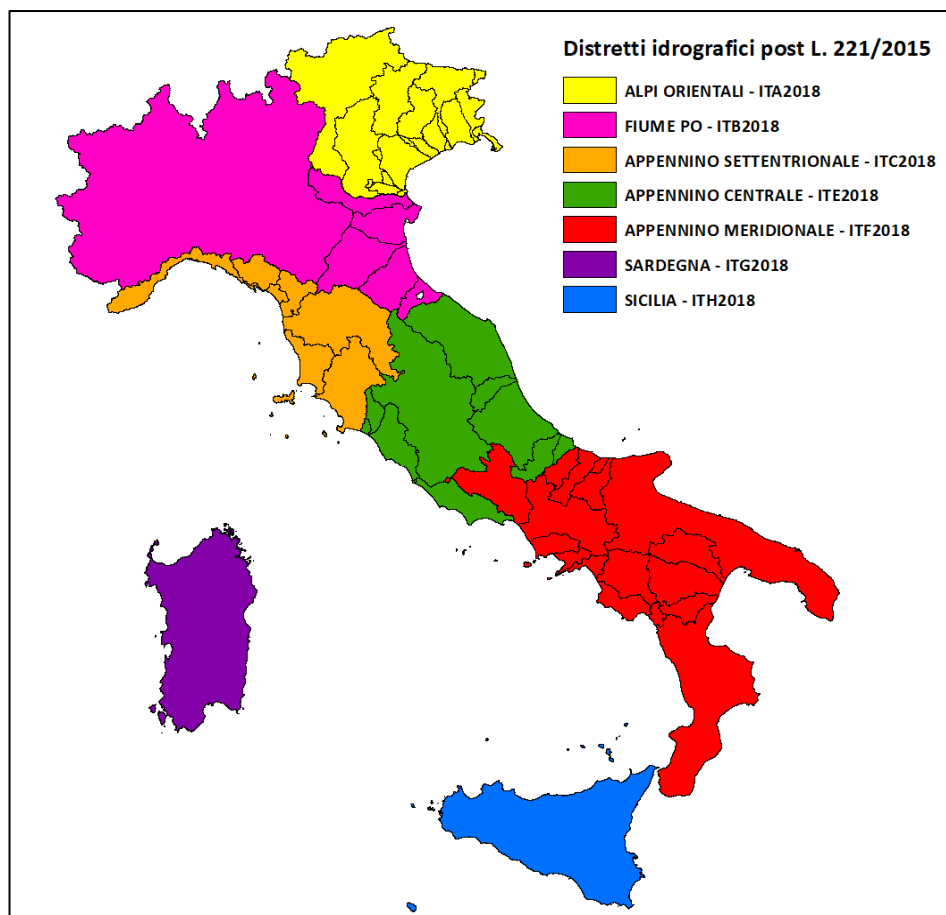 Distretti idrografici post L. 221/2015
ALPI ORIENTALI - ITA2018
FIUME PO - ITB2018
APPENNINO SETTENTRIONALE - ITC2018
APPENNINO CENTRALE - ITE2018
APPENNINO MERIDIONALE - ITF2018
SARDEGNA - ITG2018
SICILIA - ITH2018